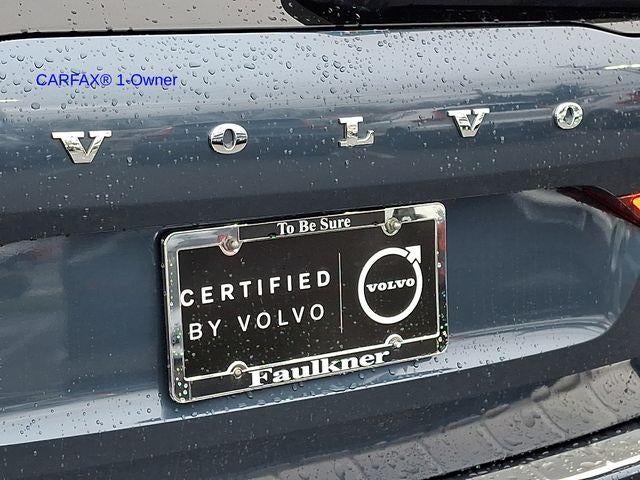 CARFAX® 1-Owner
VOLVO
To Be Sure
CERTIFIED
BY VOLVO
VOLVO
Faulkner